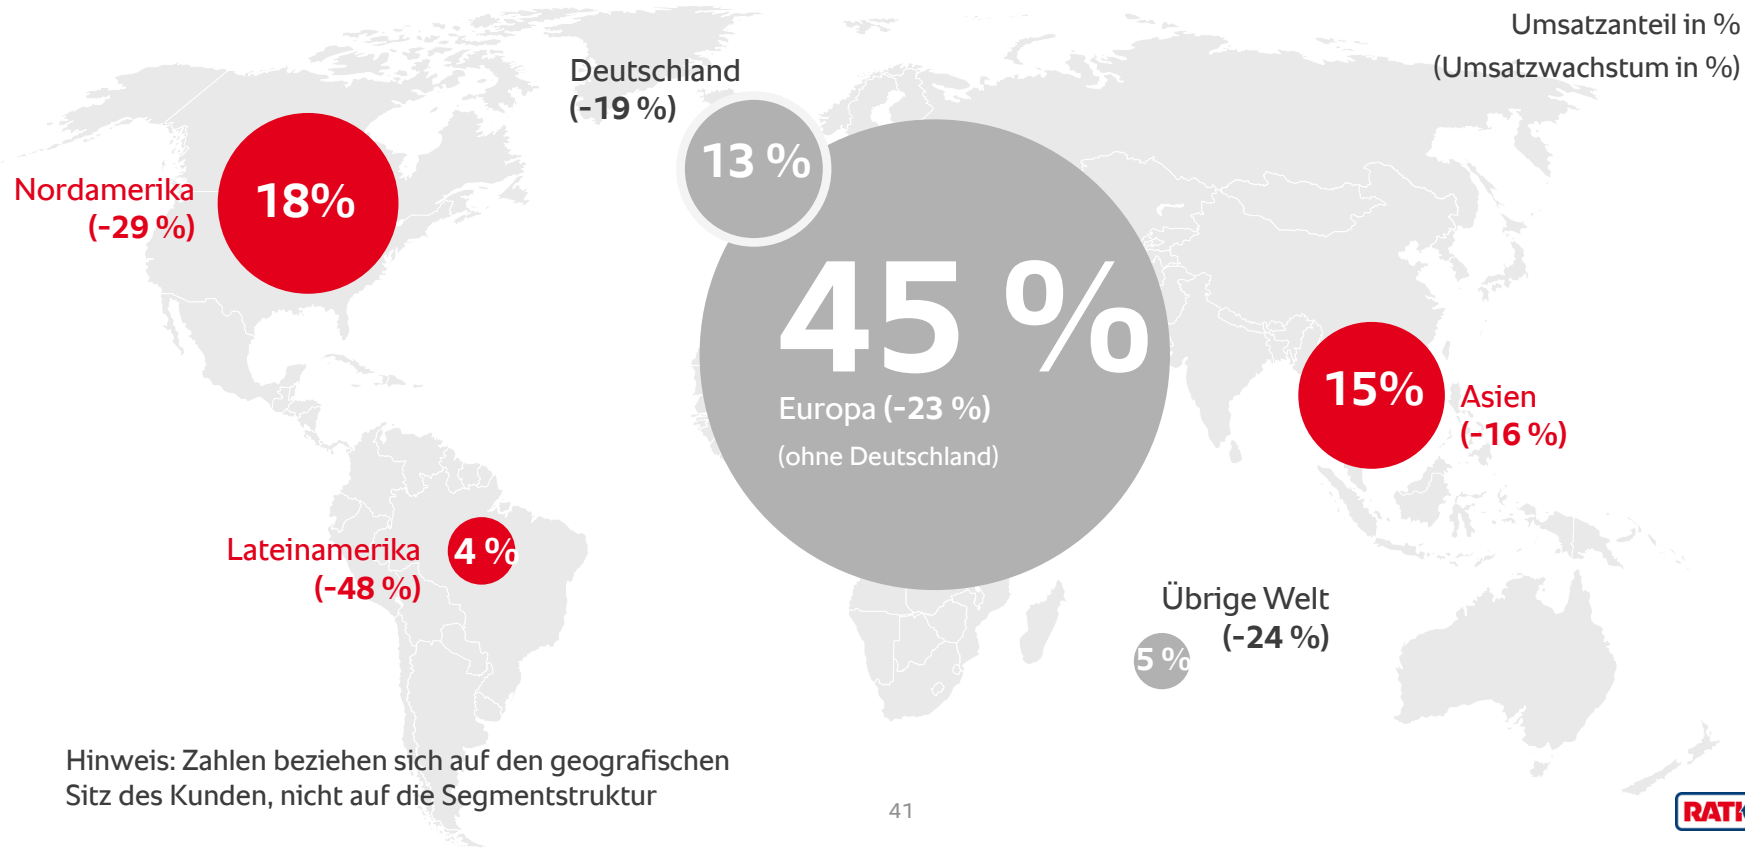 Umsatzanteil in %
(Umsatzwachstum in %)
Deutschland
(-19 %)
13 %
Nordamerika
(-29 %)
18%
45 %
Europa (-23 %)
(ohne Deutschland)
15%
Asien
(-16 %)
Lateinamerika
(-48 %)
4 %
Übrige Welt
(-24 %)
5 %
Hinweis: Zahlen beziehen sich auf den geografischen
Sitz des Kunden, nicht auf die Segmentstruktur
41